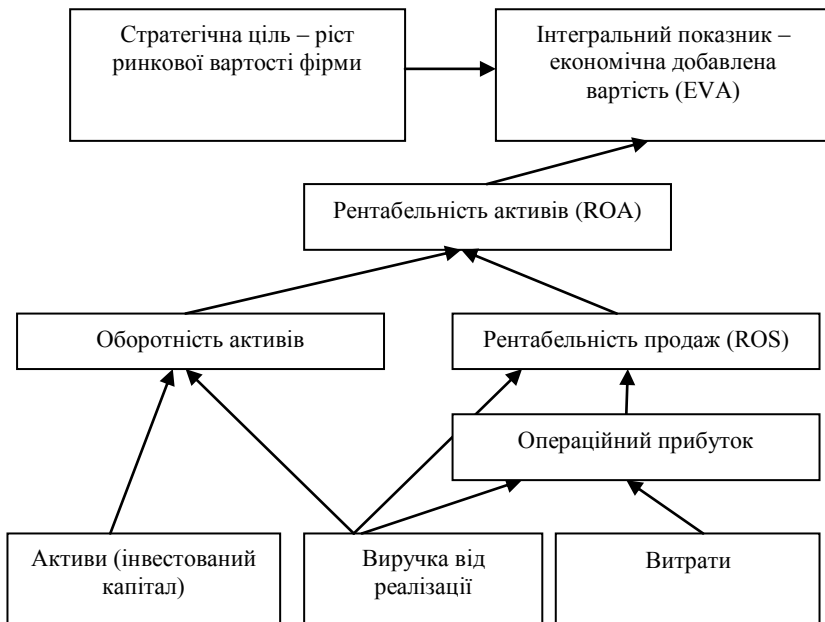 Стратегічна ціль – ріст
ринкової вартості фірми
Інтегральний показник –
економічна добавлена
вартість (EVA)
Рентабельність активів (ROA)
Оборотність активів
Рентабельність продаж (ROS)
Операційний прибуток
Активи (інвестований
капітал)
Виручка від
реалізації
Витрати